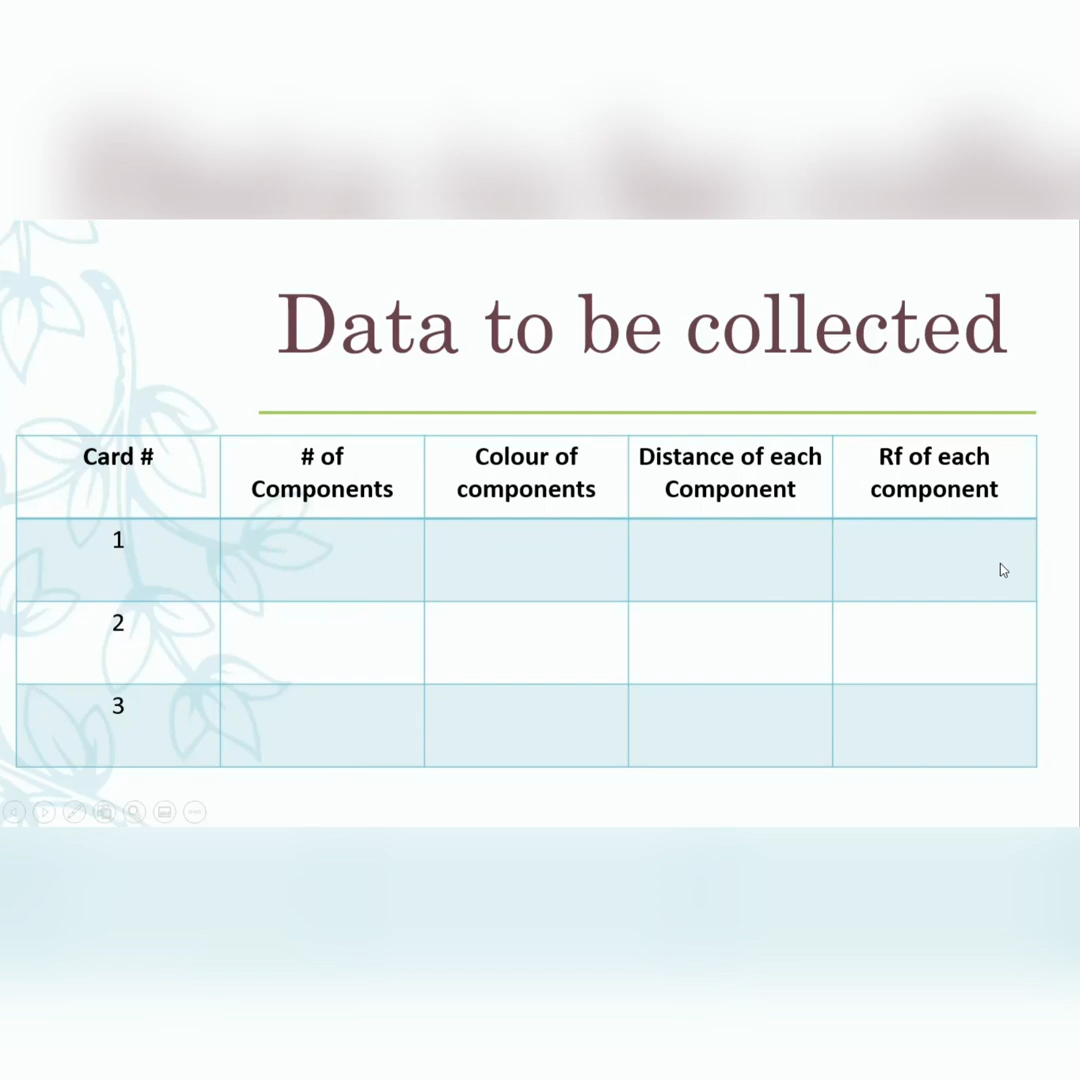 Data to be collected
Card #
# of
Components
Colour of
components
Distance of each
Component
Rf of each
component
1
2
3